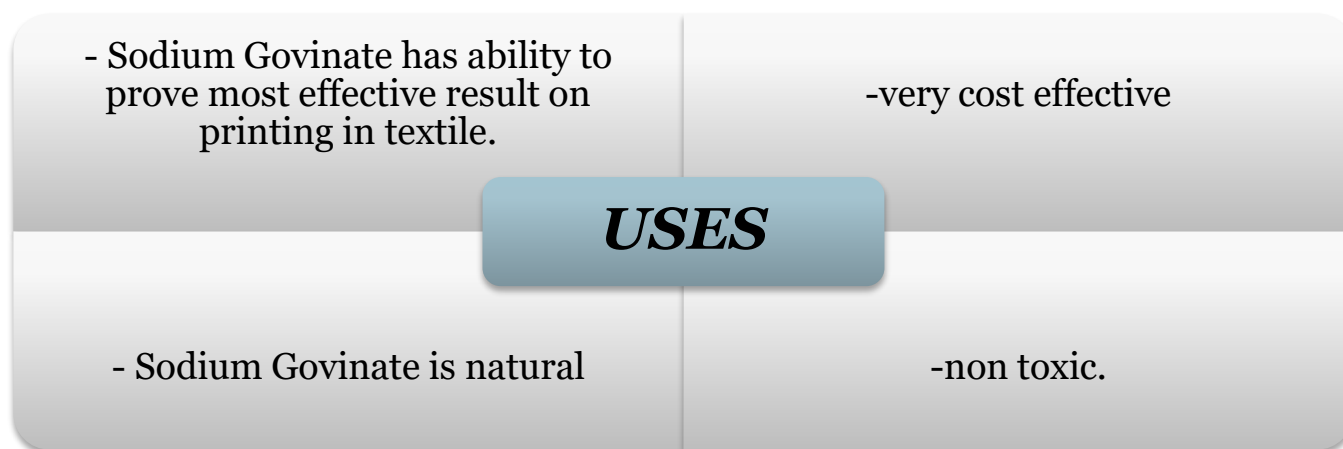 - Sodium Govinate has ability to
prove most effective result on
printing in textile.
-very cost effective
USES
- Sodium Govinate is natural
-non toxic.